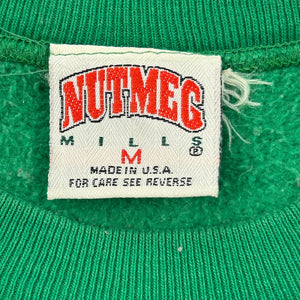 NUTMEG
MILLS
®
M
MADE IN U.S.A.
FOR CARE SEE REVERSE